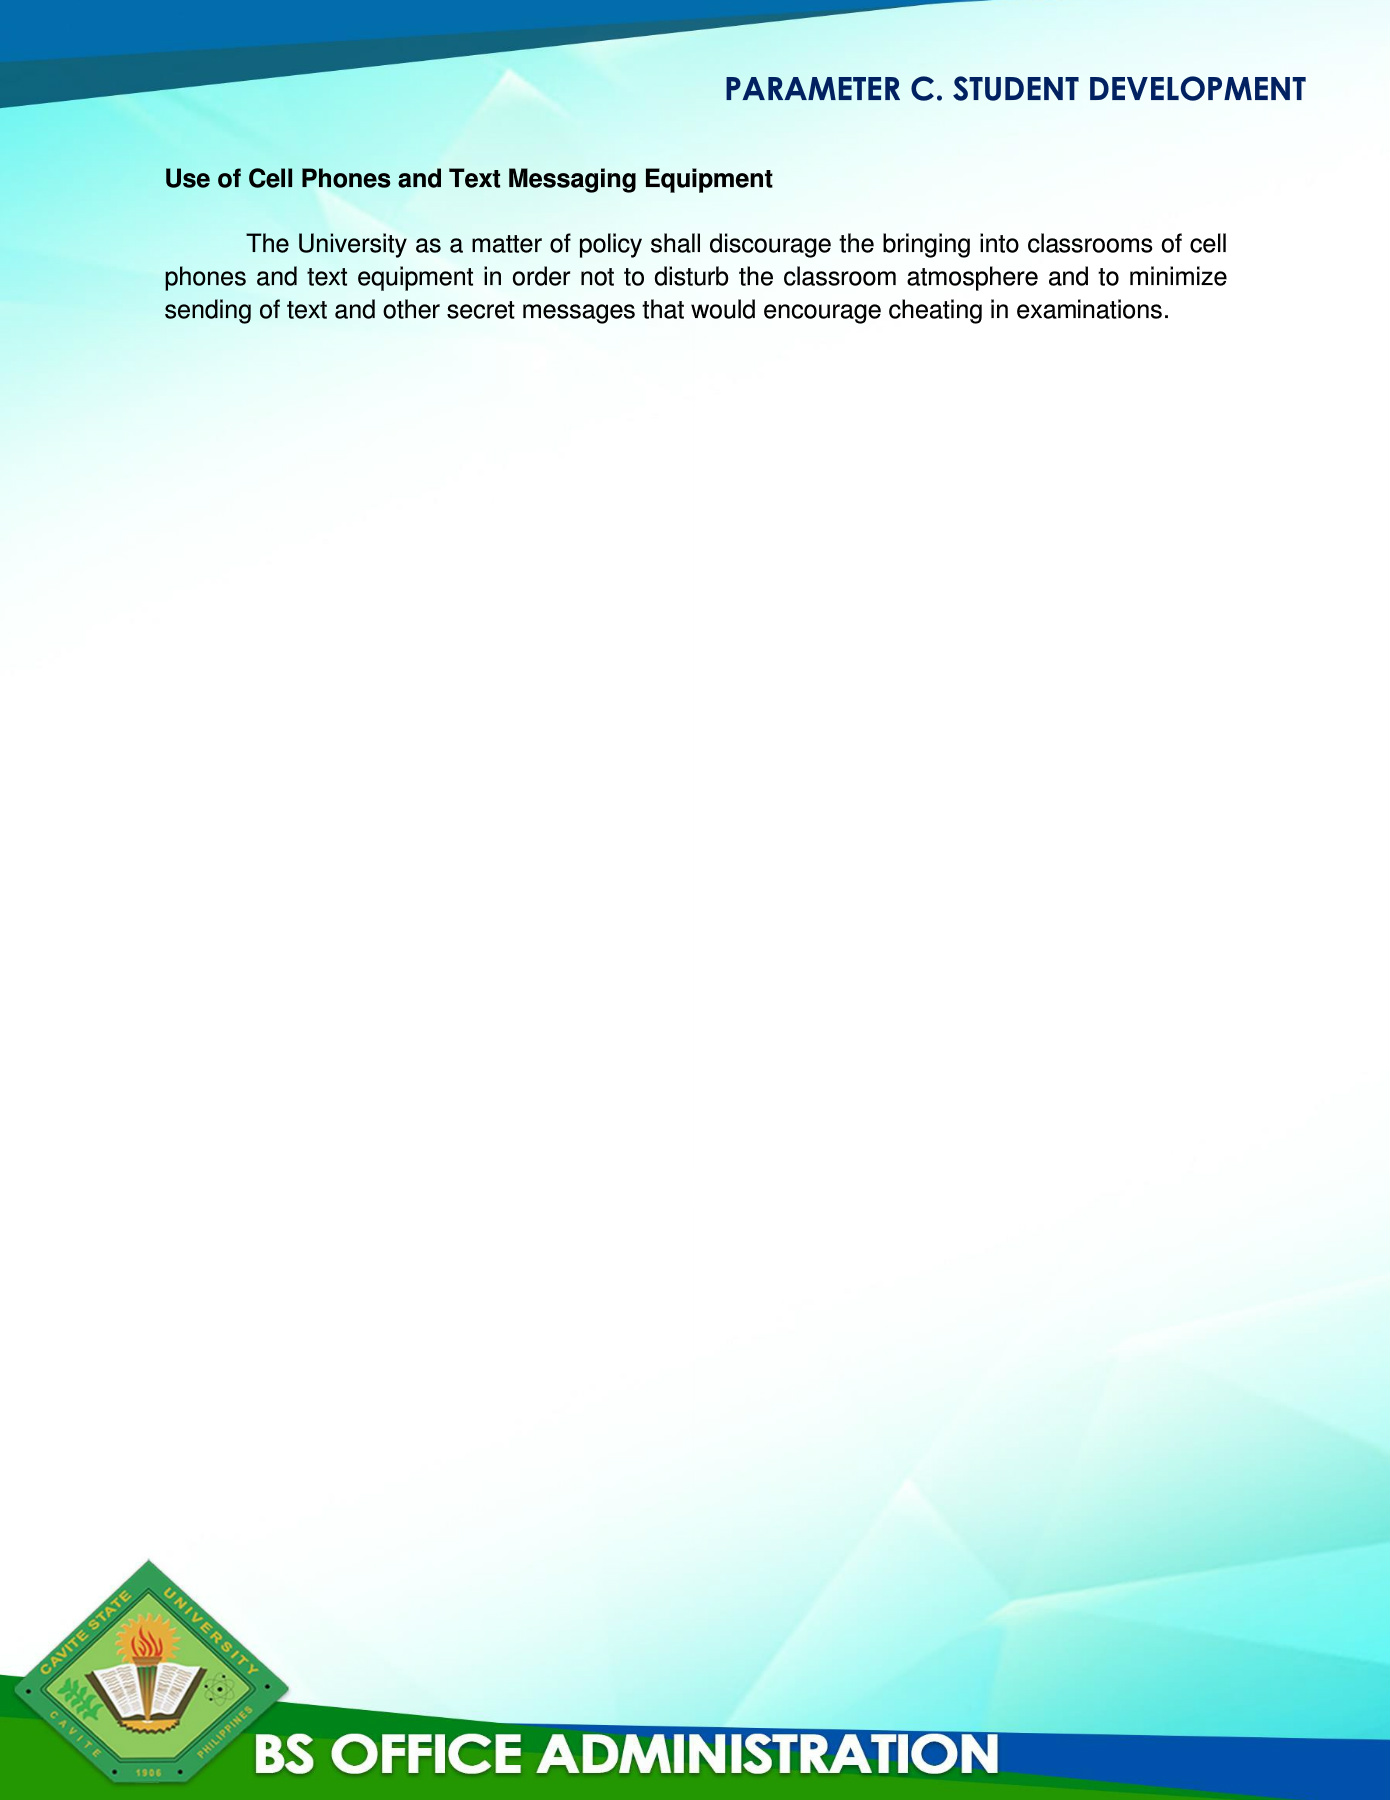 PARAMETER C. STUDENT DEVELOPMENT
Use of Cell Phones and Text Messaging Equipment
The University as a matter of policy shall discourage the bringing into classrooms of cell
phones and text equipment in order not to disturb the classroom atmosphere and to minimize
sending of text and other secret messages that would encourage cheating in examinations.
CAVITE STATE UNIVERSITY
CAVITE PHILIPPINES
1906
BS OFFICE ADMINISTRATION